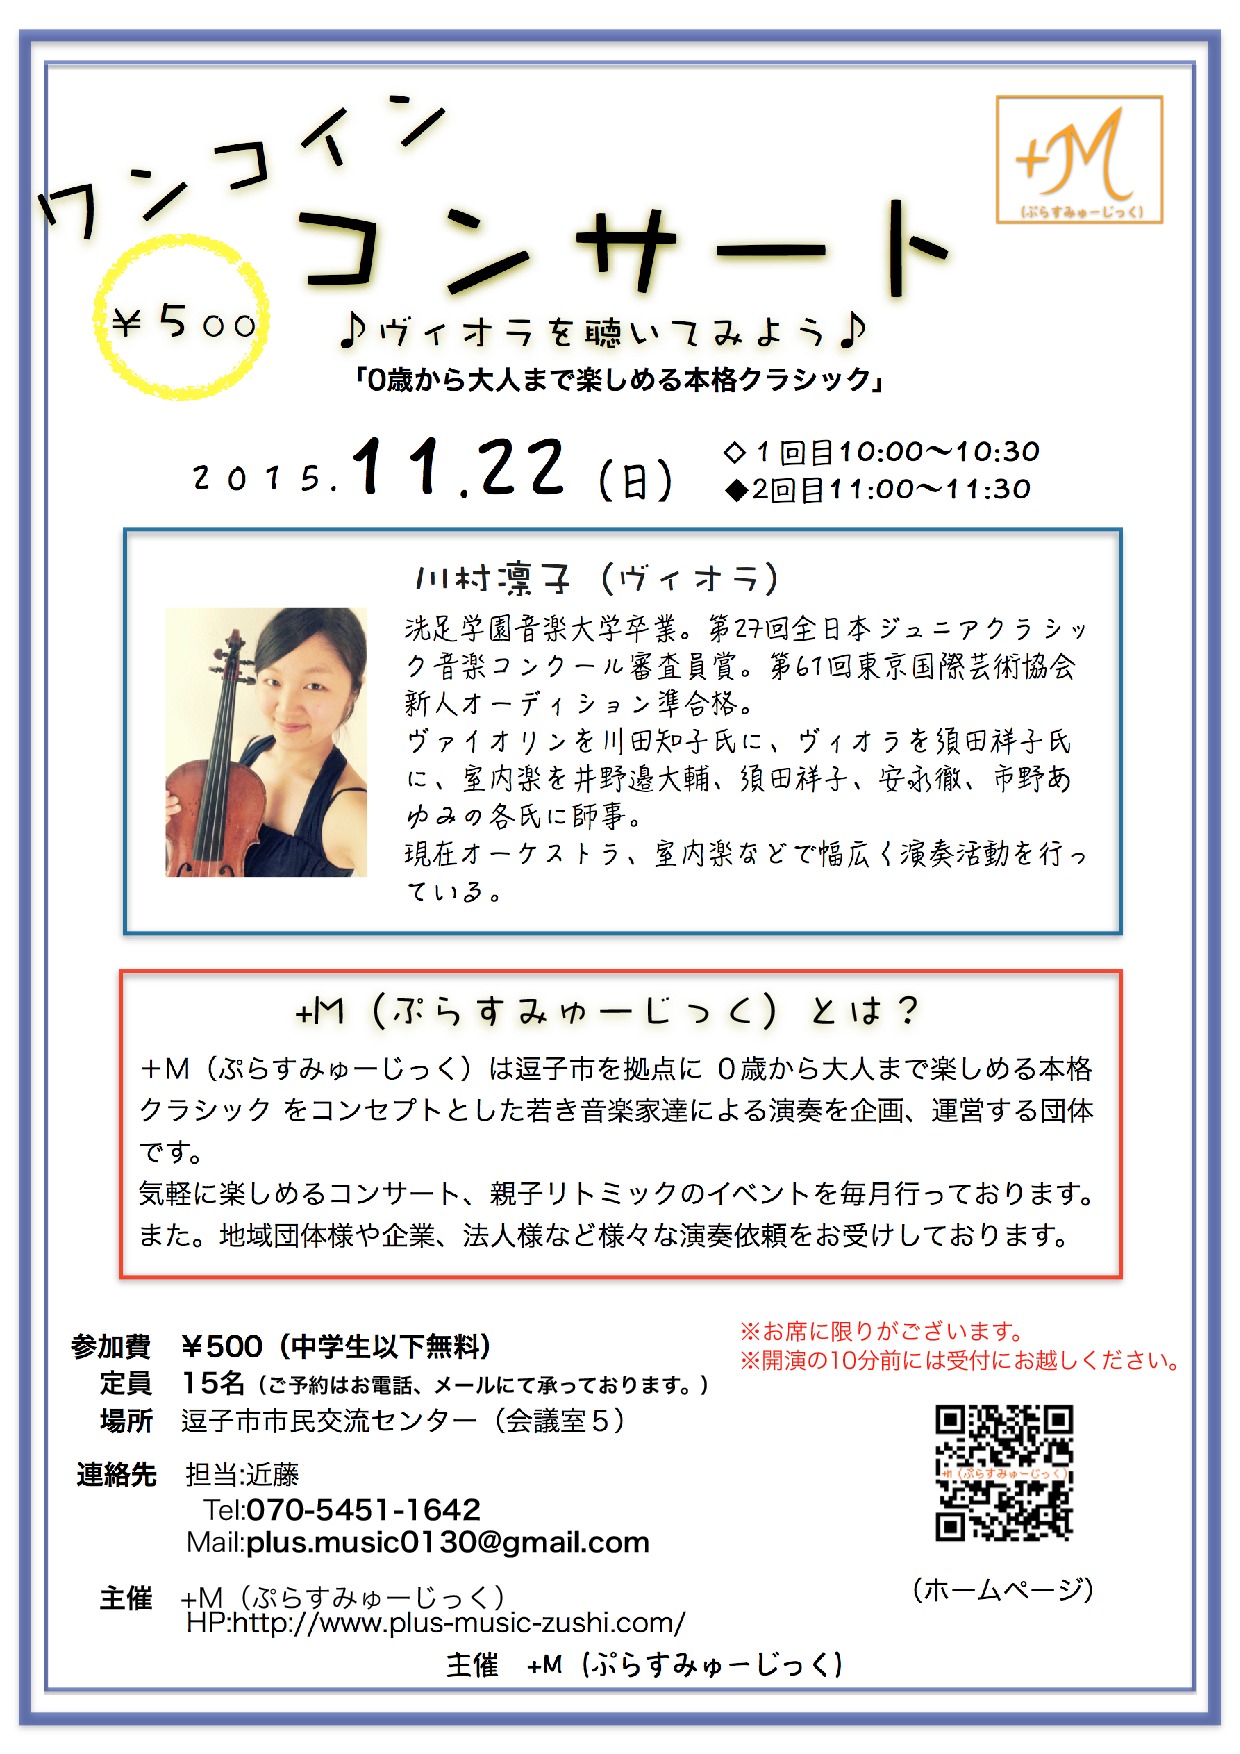 ワンコイン
+M
(ぷらすみゅーじっく)
コンサート
¥500
♪ヴィオラを聴いてみよう♪
「0歳から大人まで楽しめる本格クラシック」
2015.11.22（日）
◇1回目10:00〜10:30
◆2回目11:00〜11:30
川村凛子（ヴィオラ）
洗足学園音楽大学卒業。第27回全日本ジュニアクラシッ
ク音楽コンクール審査員賞。第61回東京国際芸術協会
新人オーディション準合格。
ヴァイオリンを川田知子氏に、ヴィオラを須田祥子氏
に、室内楽を井野邉大輔、須田祥子、安永徹、市野あ
ゆみの各氏に師事。
現在オーケストラ、室内楽などで幅広く演奏活動を行っ
ている。
+M（ぷらすみゅーじっく）とは？
＋M（ぷらすみゅーじっく）は逗子市を拠点に ０歳から大人まで楽しめる本格
クラシック をコンセプトとした若き音楽家達による演奏を企画、運営する団体
です。
気軽に楽しめるコンサート、親子リトミックのイベントを毎月行っております。
また。地域団体様や企業、法人様など様々な演奏依頼をお受けしております。
参加費　¥500（中学生以下無料）
定員　15名（ご予約はお電話、メールにて承っております。）
場所　逗子市市民交流センター（会議室５）
※お席に限りがございます。
※開演の10分前には受付にお越しください。
連絡先　担当:近藤
Tel:070-5451-1642
Mail:plus.music0130@gmail.com
+M（ぷらすみゅーじっく）
（ホームページ）
主催　+M（ぷらすみゅーじっく）
HP:http://www.plus-music-zushi.com/
主催　+M（ぷらすみゅーじっく)